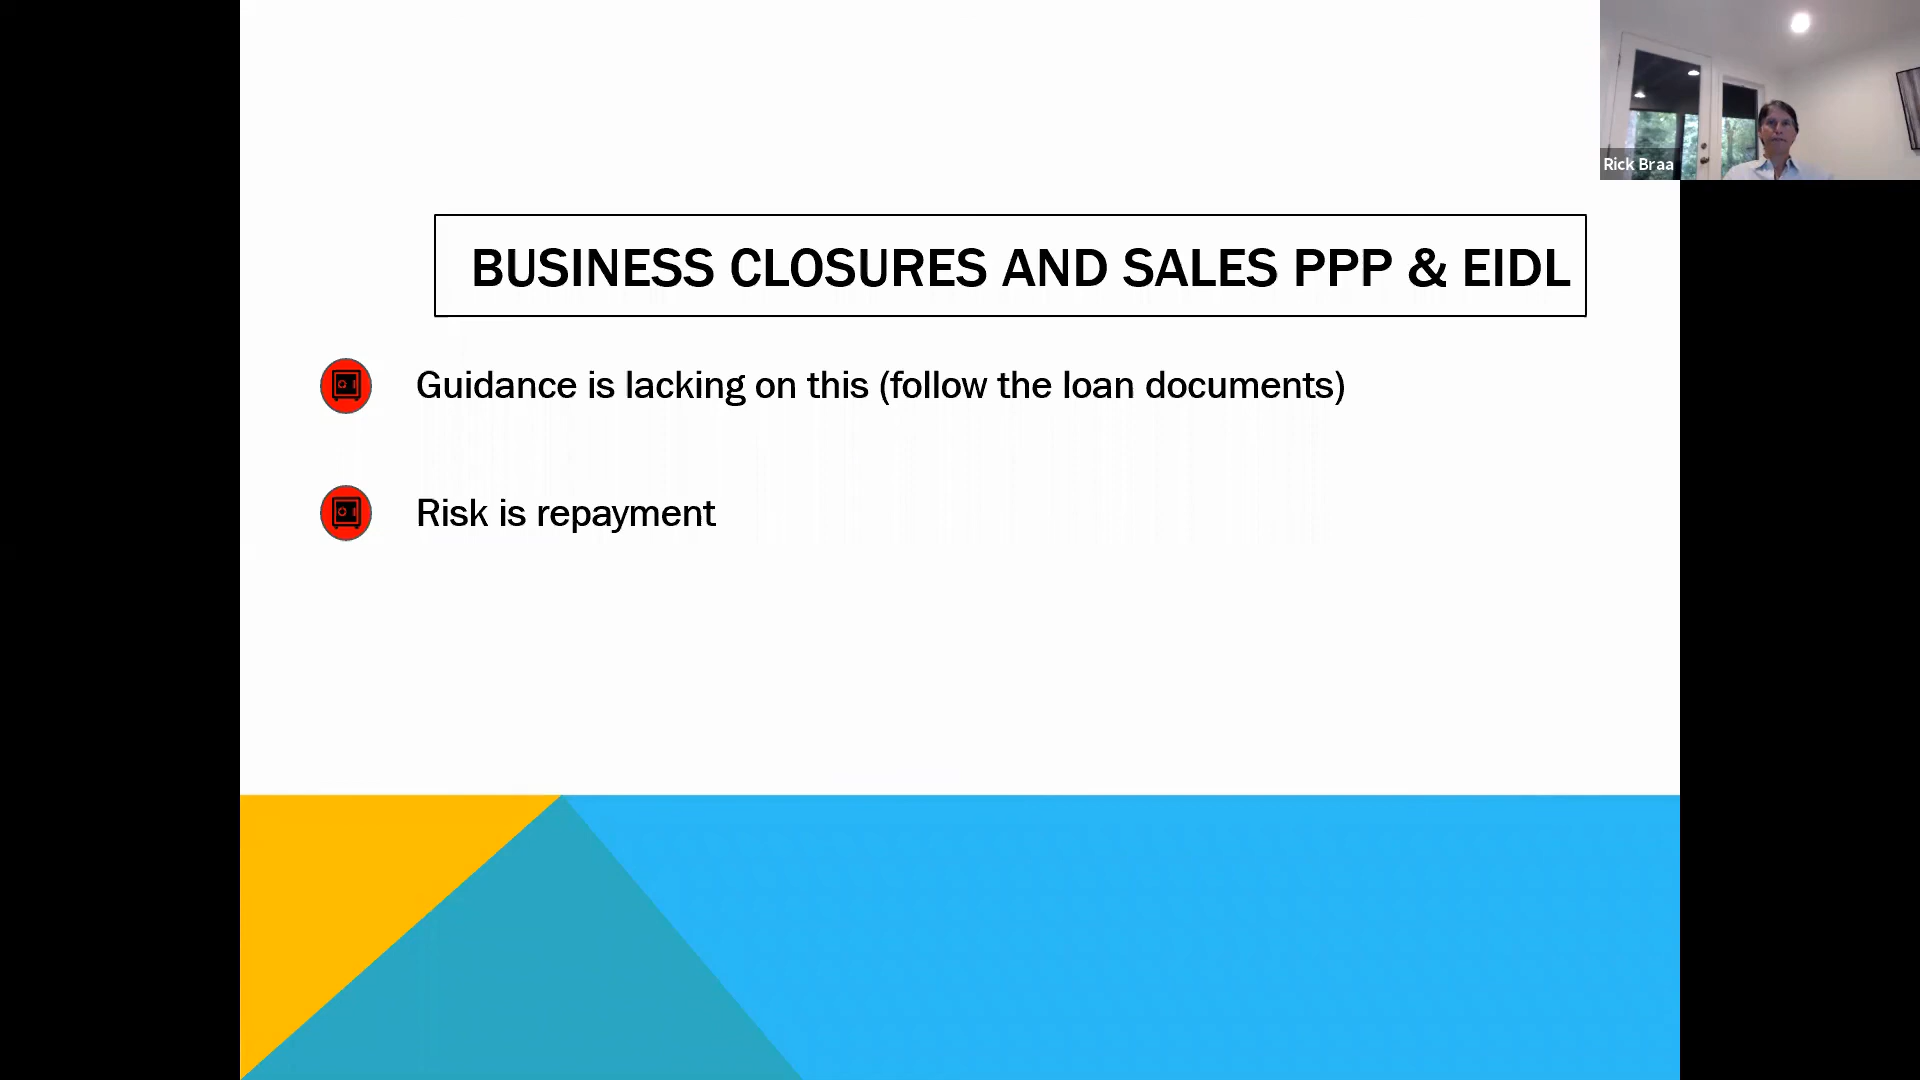 Rick Braa
BUSINESS CLOSURES AND SALES PPP & EIDL
Guidance is lacking on this (follow the loan documents)
Risk is repayment